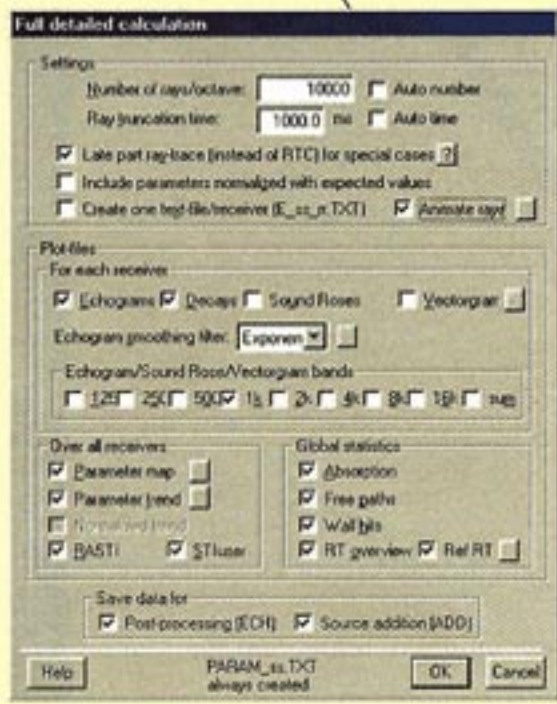 Full detailed calculation
Settings
Number of rays/octave: 10000 Auto number
Ray truncation time: 1000.0 ms Auto time
Late part ray-trace (instead of RTC) for special cases ?
Include parameters normalized with expected values
Create one text-file/receiver (E_ss_rr.TXT) Animate rays
Plot-files
For each receiver
Echograms Decays Sound Roses Vectorgram
Echogram smoothing filter: Exponen
Echogram/Sound Rose/Vectorgram bands
125 250 500 1k 2k 4k 8k 16k sum
Over all receivers Global statistics
Parameter map Absorption
Parameter trend Free paths
Normalized trend Wall hits
RASTI STIuser RT overview Ref RT
Save data for
Post-processing (ECH) Source addition (ADD)
Help PARAM_ss.TXT OK Cancel
always created